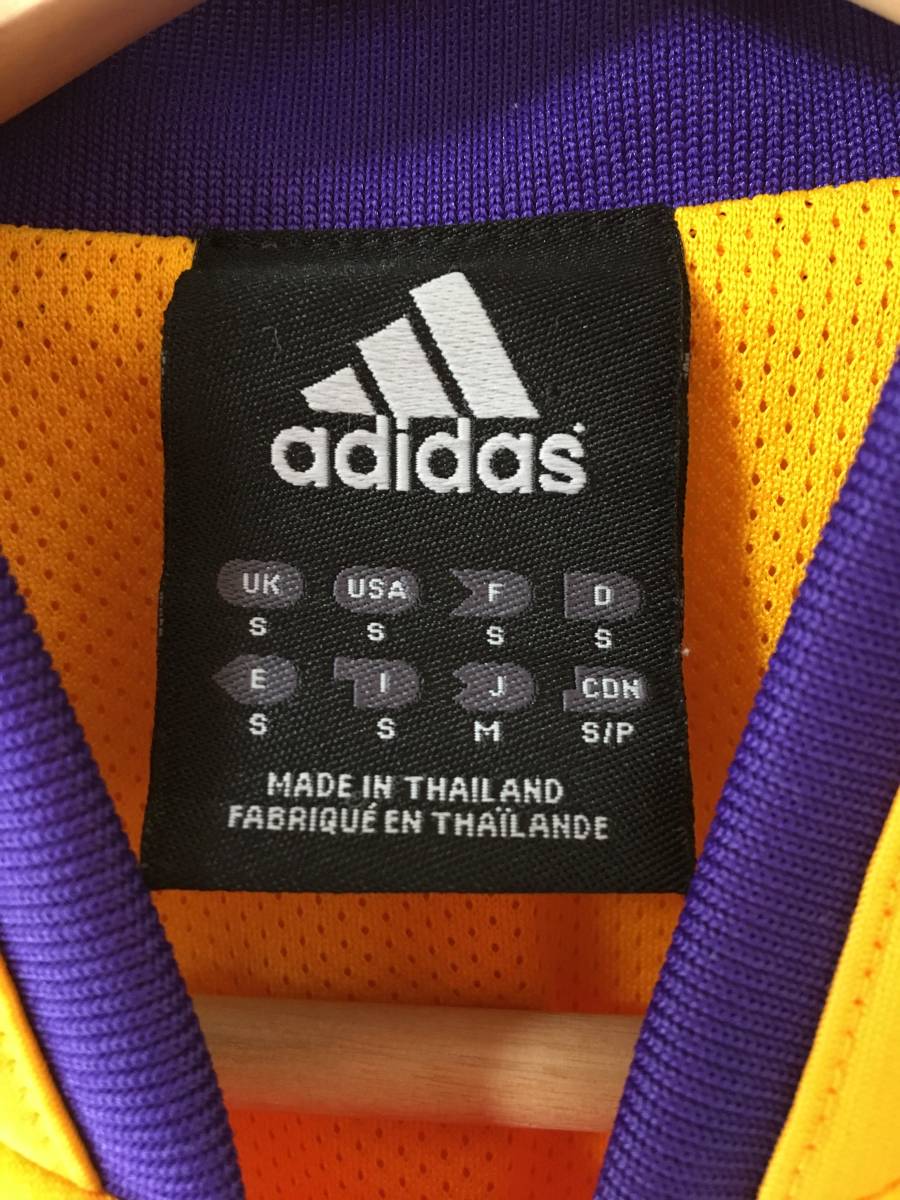 adidas
UK USA F D
S S S S
E I J CDN
S S M S/P
MADE IN THAILAND
FABRIQUÉ EN THAÏLANDE